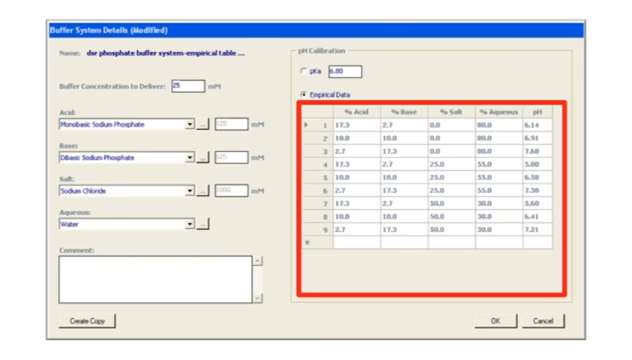 Buffer System Details (Modified)
Name: dsr phosphate buffer system-empirical table ...
Buffer Concentration to Deliver: 25 mM
Acid:
Monobasic Sodium Phosphate ... 125 mM
Base:
Dibasic Sodium Phosphate ... 125 mM
Salt:
Sodium Chloride ... 1000 mM
Aqueous:
Water ...
Comment:
Create Copy
pH Calibration
pKa 6.80
Empirical Data
% Acid % Base % Salt % Aqueous pH
1 17.3 2.7 0.0 80.0 6.14
2 10.0 10.0 0.0 80.0 6.91
3 2.7 17.3 0.0 80.0 7.68
4 17.3 2.7 25.0 55.0 5.80
5 10.0 10.0 25.0 55.0 6.58
6 2.7 17.3 25.0 55.0 7.38
7 17.3 2.7 50.0 30.0 5.60
8 10.0 10.0 50.0 30.0 6.41
9 2.7 17.3 50.0 30.0 7.21
OK Cancel